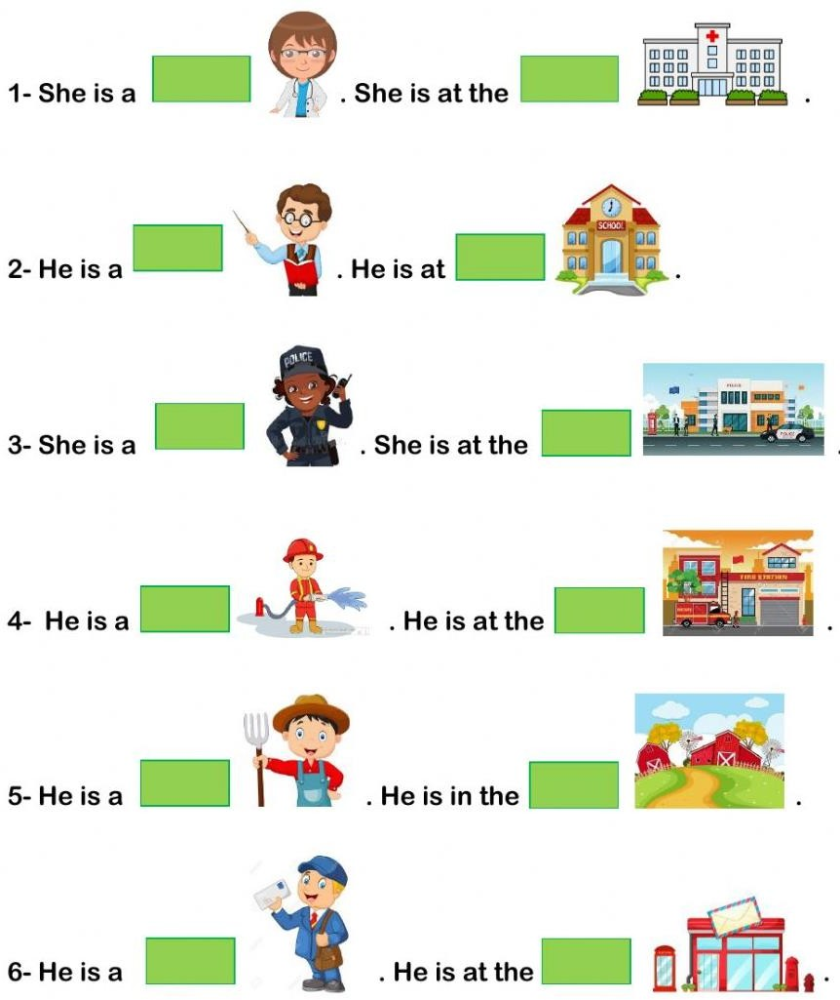 1- She is a . She is at the .
SCHOOL
2- He is a . He is at .
POLICE
POLICE
POLICE
3- She is a . She is at the .
FIRE STATION
4- He is a . He is at the .
5- He is a . He is in the .
6- He is a . He is at the .